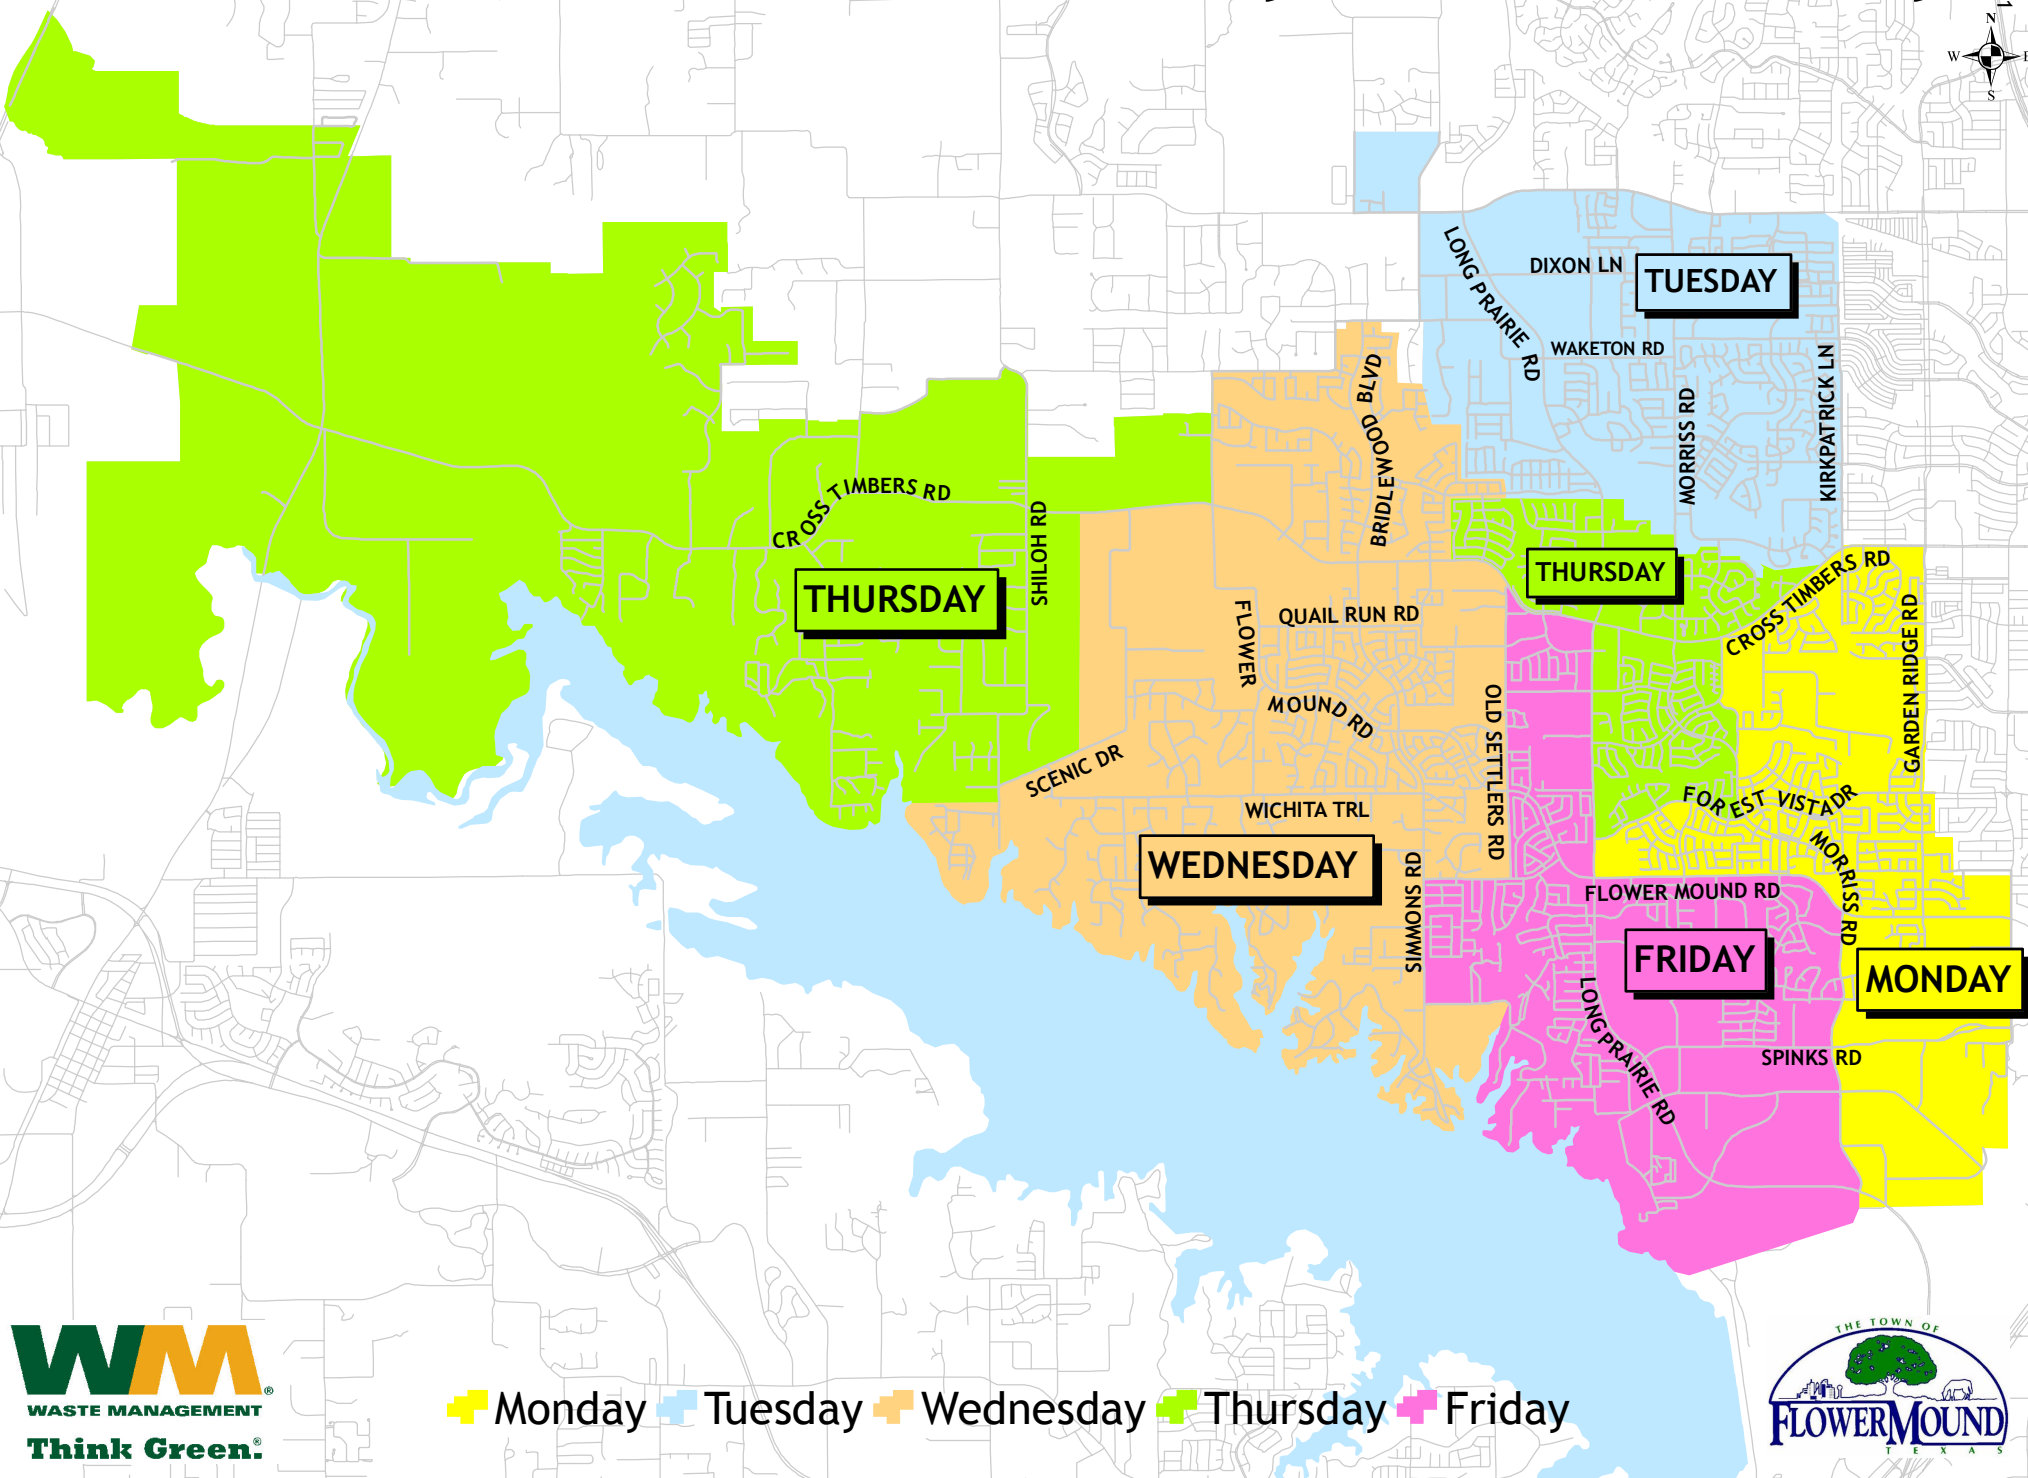 N
W
E
S
LONG PRAIRIE RD
DIXON LN
TUESDAY
WAKETON RD
KIRKPATRICK LN
MORRISS RD
BRIDLEWOOD BLVD
CROSS TIMBERS RD
SHILOH RD
THURSDAY
THURSDAY
CROSS TIMBERS RD
GARDEN RIDGE RD
QUAIL RUN RD
FLOWER MOUND RD
OLD SETTLERS RD
SCENIC DR
WICHITA TRL
FOREST VISTA DR
MORRISS RD
WEDNESDAY
SIMMONS RD
FLOWER MOUND RD
FRIDAY
MONDAY
LONG PRAIRIE RD
SPINKS RD
WM®
WASTE MANAGEMENT
Think Green.®
Monday Tuesday Wednesday Thursday Friday
THE TOWN OF
FLOWER MOUND
TEXAS